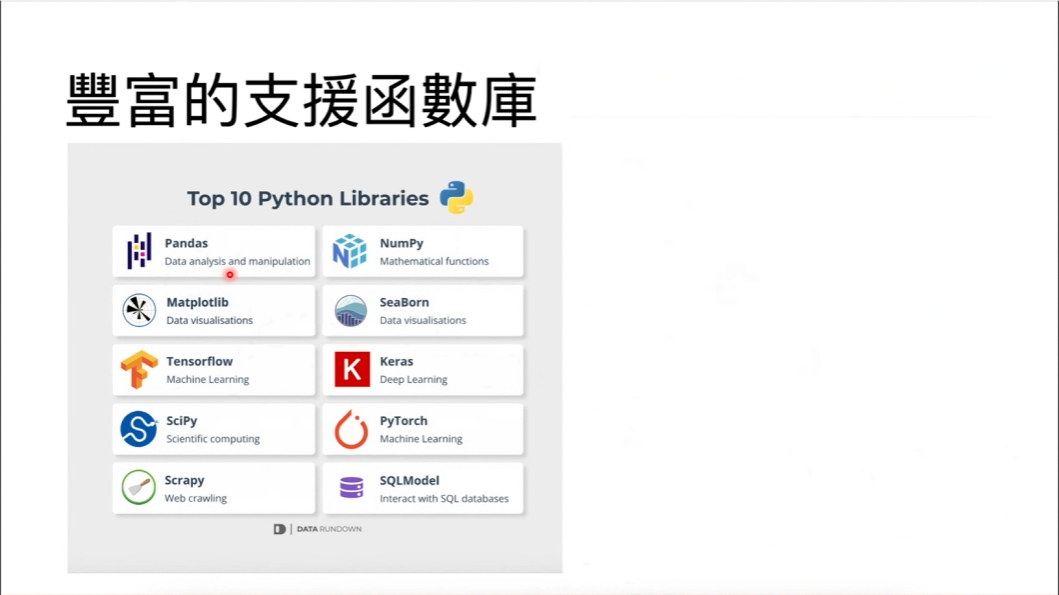 豐富的支援函數庫
Top 10 Python Libraries
Pandas
Data analysis and manipulation
NumPy
Mathematical functions
Matplotlib
Data visualisations
SeaBorn
Data visualisations
Tensorflow
Machine Learning
Keras
Deep Learning
SciPy
Scientific computing
PyTorch
Machine Learning
Scrapy
Web crawling
SQLModel
Interact with SQL databases
DATA RUNDOWN